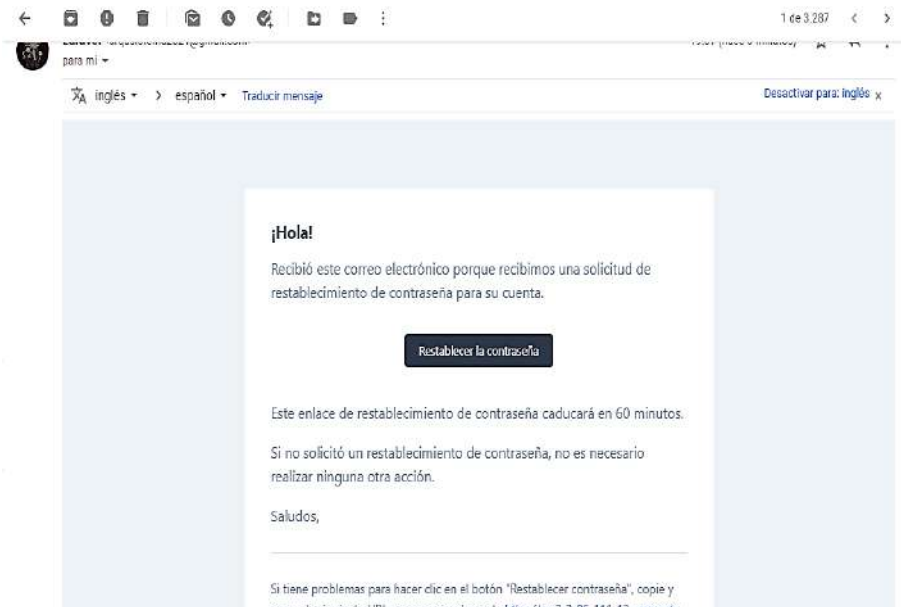 1 de 3.287
para mí
inglés > español Traducir mensaje Desactivar para: inglés x
¡Hola!
Recibió este correo electrónico porque recibimos una solicitud de
restablecimiento de contraseña para su cuenta.
Restablecer la contraseña
Este enlace de restablecimiento de contraseña caducará en 60 minutos.
Si no solicitó un restablecimiento de contraseña, no es necesario
realizar ninguna otra acción.
Saludos,
Si tiene problemas para hacer clic en el botón "Restablecer contraseña", copie y